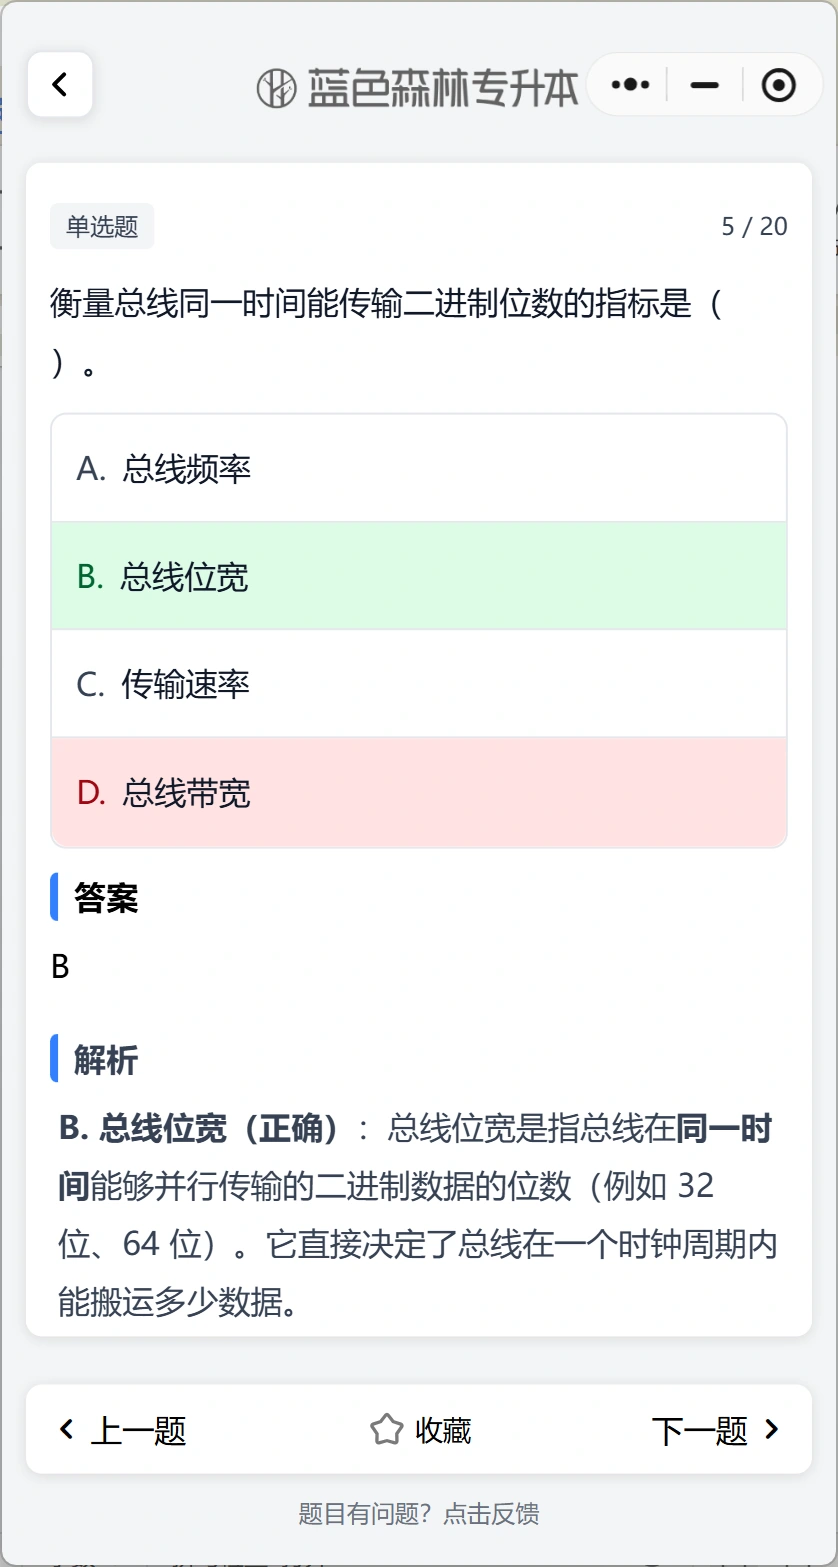 蓝色森林专升本
单选题
5 / 20
衡量总线同一时间能传输二进制位数的指标是（
）。
A. 总线频率
B. 总线位宽
C. 传输速率
D. 总线带宽
答案
B
解析
B. 总线位宽（正确）：总线位宽是指总线在同一时
间能够并行传输的二进制数据的位数（例如 32
位、64 位）。它直接决定了总线在一个时钟周期内
能搬运多少数据。
上一题
收藏
下一题
题目有问题？点击反馈